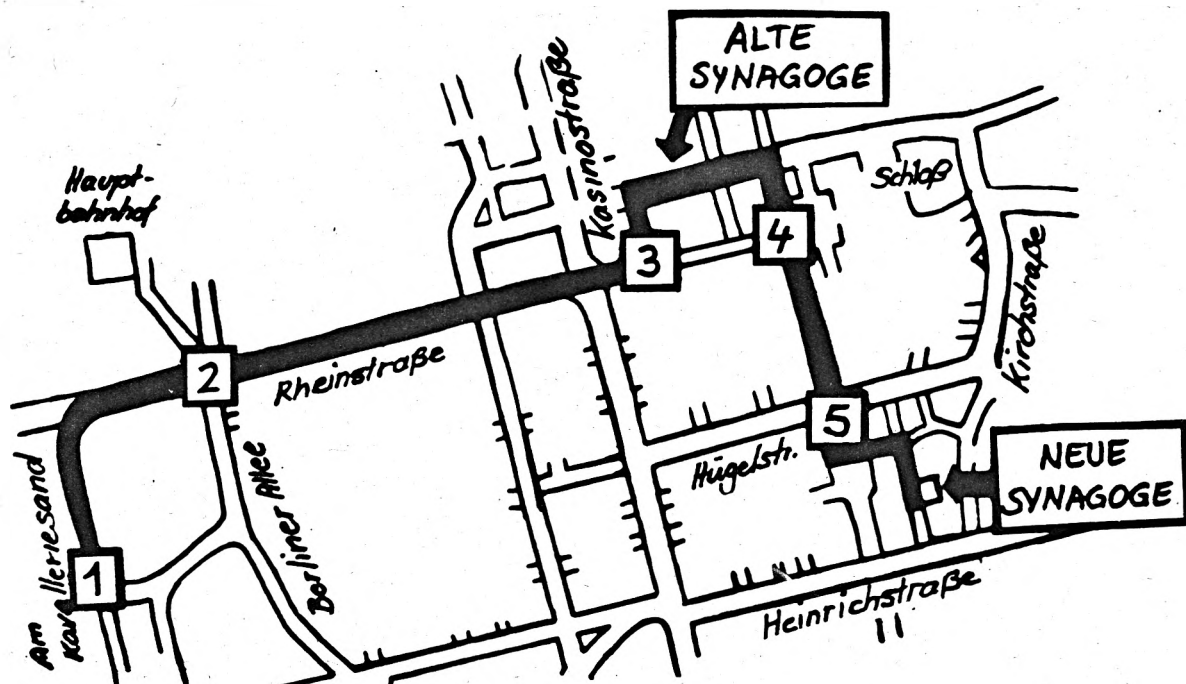 ALTE
SYNAGOGE
Haupt-
bahnhof
Kasinostraße
Schloß
Kirchstraße
3
4
2
Rheinstraße
5
Hügelstr.
NEUE
SYNAGOGE
Berliner Allee
1
Am
Kavalleriesand
Heinrichstraße